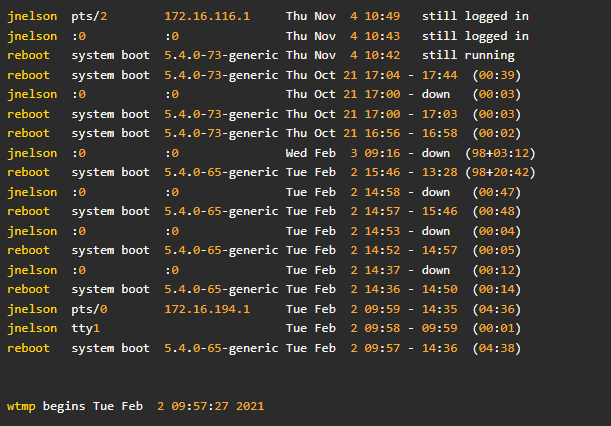 jnelson  pts/2        172.16.116.1     Thu Nov  4 10:49   still logged in
jnelson  :0           :0               Thu Nov  4 10:43   still logged in
reboot   system boot  5.4.0-73-generic Thu Nov  4 10:42   still running
reboot   system boot  5.4.0-73-generic Thu Oct 21 17:04 - 17:44  (00:39)
jnelson  :0           :0               Thu Oct 21 17:00 - down   (00:03)
reboot   system boot  5.4.0-73-generic Thu Oct 21 17:00 - 17:03  (00:03)
reboot   system boot  5.4.0-73-generic Thu Oct 21 16:56 - 16:58  (00:02)
jnelson  :0           :0               Wed Feb  3 09:16 - down  (98+03:12)
reboot   system boot  5.4.0-65-generic Tue Feb  2 15:46 - 13:28 (98+20:42)
jnelson  :0           :0               Tue Feb  2 14:58 - down   (00:47)
reboot   system boot  5.4.0-65-generic Tue Feb  2 14:57 - 15:46  (00:48)
jnelson  :0           :0               Tue Feb  2 14:53 - down   (00:04)
reboot   system boot  5.4.0-65-generic Tue Feb  2 14:52 - 14:57  (00:05)
jnelson  :0           :0               Tue Feb  2 14:37 - down   (00:12)
reboot   system boot  5.4.0-65-generic Tue Feb  2 14:36 - 14:50  (00:14)
jnelson  pts/0        172.16.194.1     Tue Feb  2 09:59 - 14:35  (04:36)
jnelson  tty1                          Tue Feb  2 09:58 - 09:59  (00:01)
reboot   system boot  5.4.0-65-generic Tue Feb  2 09:57 - 14:36  (04:38)
wtmp begins Tue Feb  2 09:57:27 2021